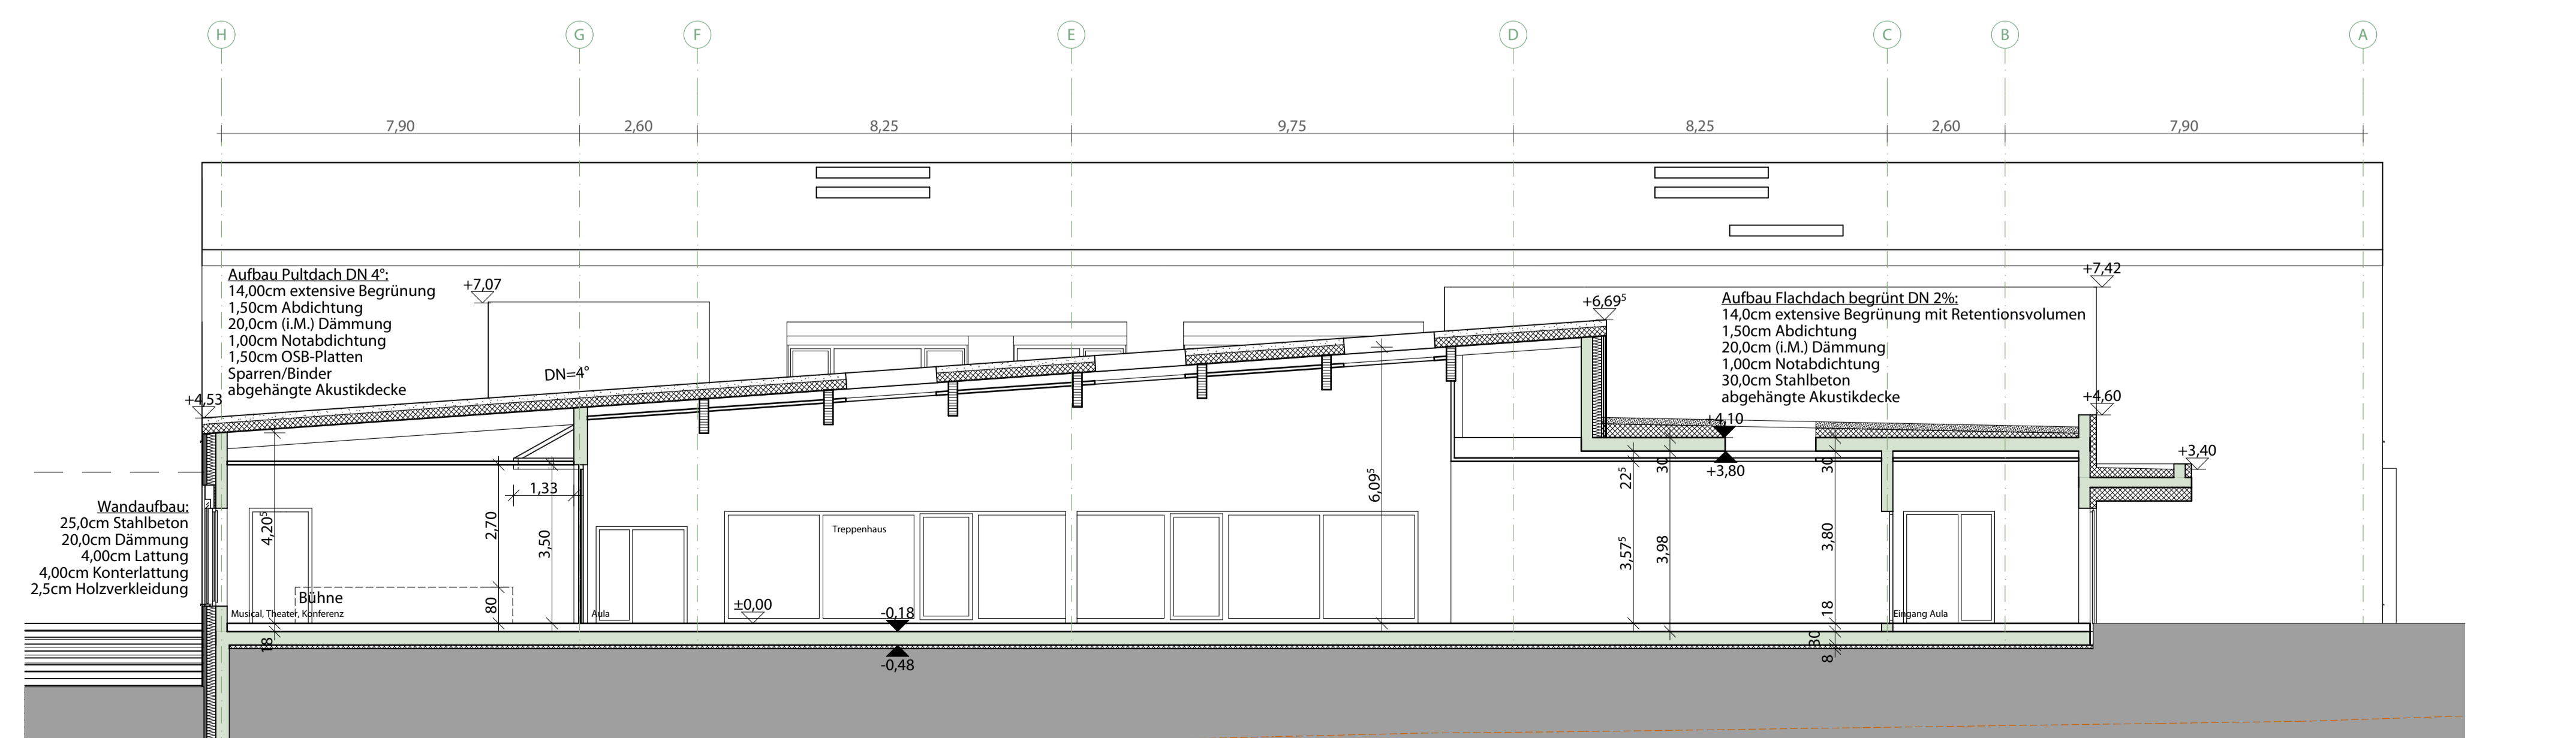 H G F E D C B A
7,90 2,60 8,25 9,75 8,25 2,60 7,90
Aufbau Pultdach DN 4°:
14,00cm extensive Begrünung
1,50cm Abdichtung
20,0cm (i.M.) Dämmung
1,00cm Notabdichtung
1,50cm OSB-Platten
Sparren/Binder
abgehängte Akustikdecke
+7,07
+4,53
DN=4°
+6,69⁵
Aufbau Flachdach begrünt DN 2%:
14,0cm extensive Begrünung mit Retentionsvolumen
1,50cm Abdichtung
20,0cm (i.M.) Dämmung
1,00cm Notabdichtung
30,0cm Stahlbeton
abgehängte Akustikdecke
+7,42
+4,60
+4,10
+3,80
+3,40
Wandaufbau:
25,0cm Stahlbeton
20,0cm Dämmung
4,00cm Lattung
4,00cm Konterlattung
2,5cm Holzverkleidung
4,20⁵
18
1,33
2,70
80
3,50
Bühne
Musical, Theater, Konferenz
Aula
Treppenhaus
±0,00
-0,18
-0,48
6,09⁵
22⁵
3,57⁵
30
3,98
30
3,80
18
30
8
Eingang Aula